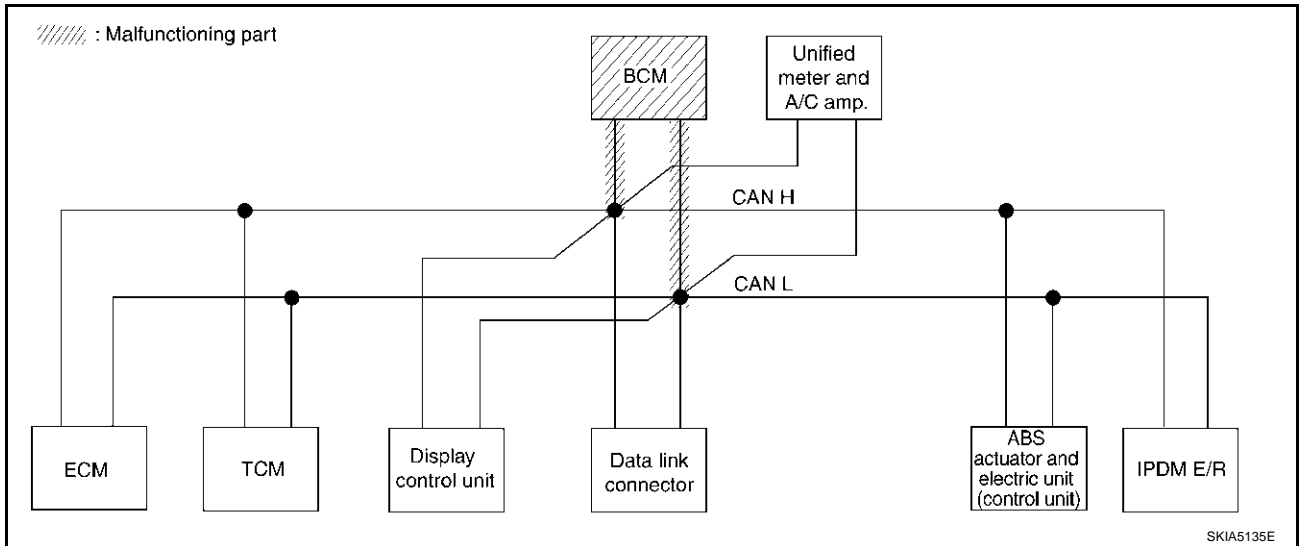 : Malfunctioning part
BCM
Unified
meter and
A/C amp.
CAN H
CAN L
ECM
TCM
Display
control unit
Data link
connector
ABS
actuator and
electric unit
(control unit)
IPDM E/R
SKIA5135E